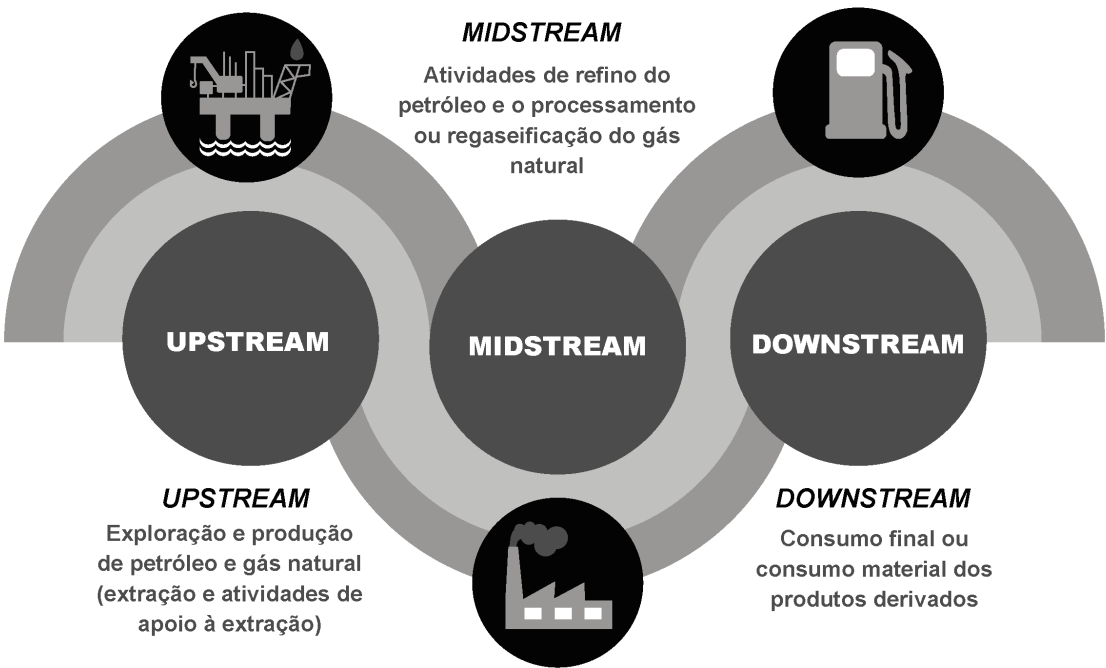 MIDSTREAM
Atividades de refino do
petróleo e o processamento
ou regaseificação do gás
natural
UPSTREAM
MIDSTREAM
DOWNSTREAM
UPSTREAM
Exploração e produção
de petróleo e gás natural
(extração e atividades de
apoio à extração)
DOWNSTREAM
Consumo final ou
consumo material dos
produtos derivados